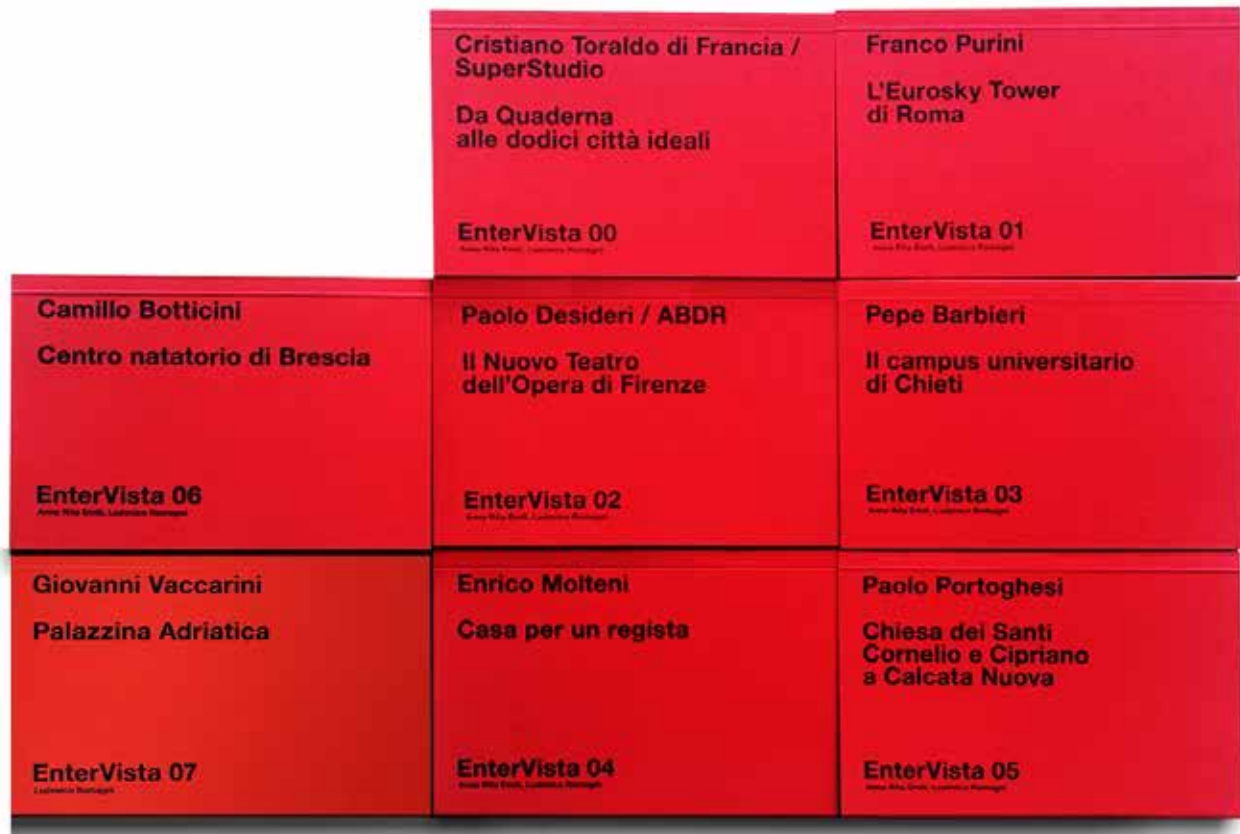 Cristiano Toraldo di Francia /
SuperStudio
Da Quaderna
alle dodici città ideali
EnterVista 00
Franco Purini
L'Eurosky Tower
di Roma
EnterVista 01
Camillo Botticini
Centro natatorio di Brescia
EnterVista 06
Paolo Desideri / ABDR
Il Nuovo Teatro
dell'Opera di Firenze
EnterVista 02
Pepe Barbieri
Il campus universitario
di Chieti
EnterVista 03
Giovanni Vaccarini
Palazzina Adriatica
EnterVista 07
Enrico Molteni
Casa per un regista
EnterVista 04
Paolo Portoghesi
Chiesa dei Santi
Cornelio e Cipriano
a Calcata Nuova
EnterVista 05